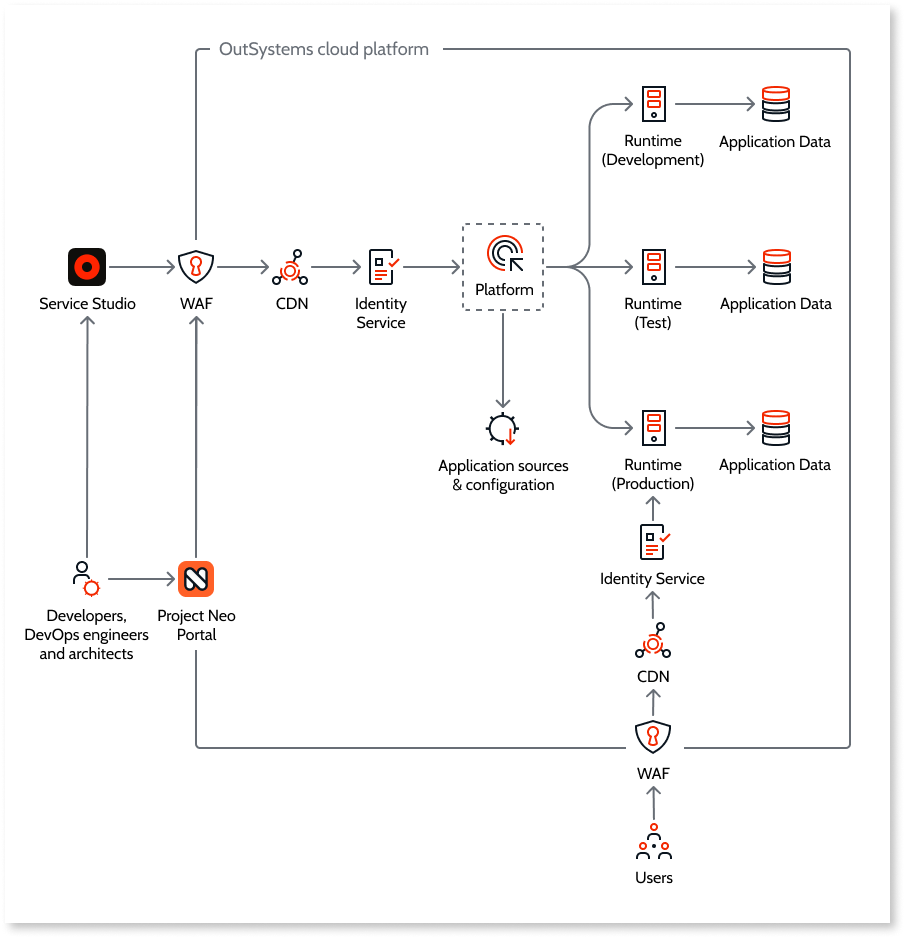 OutSystems cloud platform
Runtime
(Development)
Application Data
Service Studio
WAF
CDN
Identity
Service
Platform
Runtime
(Test)
Application Data
Application sources
& configuration
Runtime
(Production)
Application Data
Identity Service
Developers,
DevOps engineers
and architects
Project Neo
Portal
CDN
WAF
Users